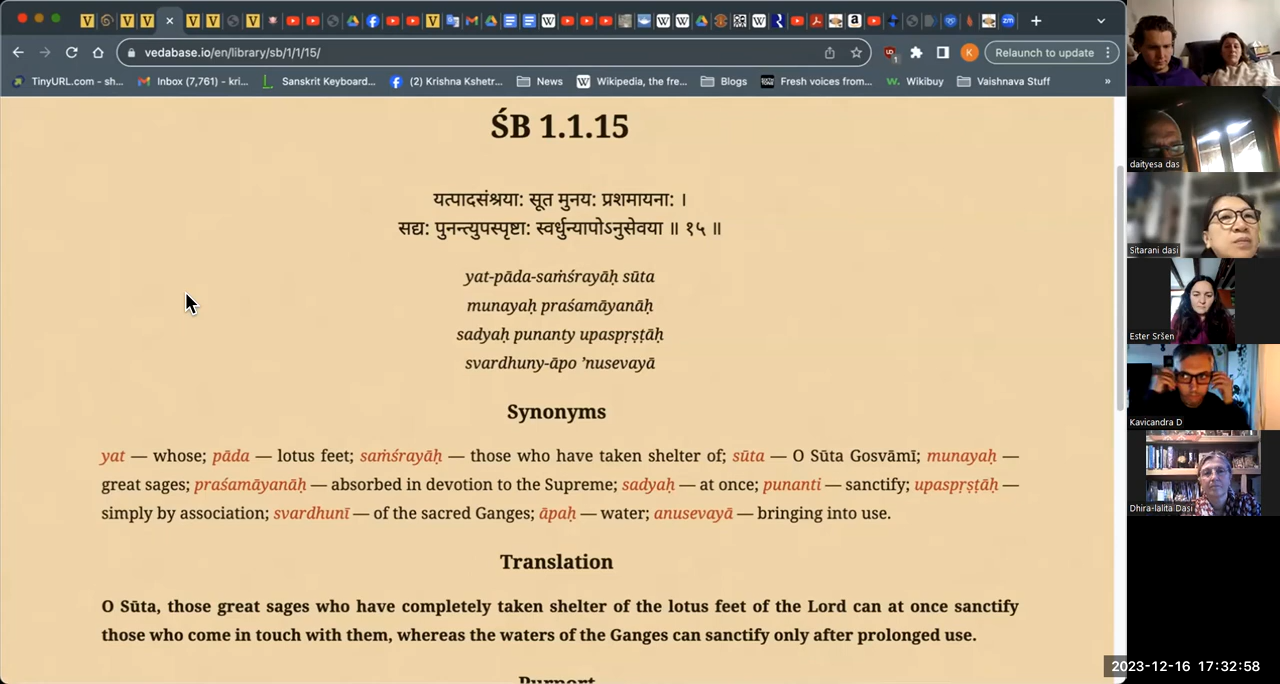 vedabase.io/en/library/sb/1/1/15/
K
Relaunch to update
TinyURL.com - sh...
Inbox (7,761) - kri...
Sanskrit Keyboard...
(2) Krishna Kshetr...
News
Wikipedia, the fre...
Blogs
Fresh voices from...
Wikibuy
Vaishnava Stuff
»
ŚB 1.1.15
यत्पादसंश्रया: सूत मुनय: प्रशमायना: ।
सद्य: पुनन्त्युपस्पृष्टा: स्वर्धुन्यापोऽनुसेवया ॥ १५ ॥
yat-pāda-saṁśrayāḥ sūta
munayaḥ praśamāyanāḥ
sadyaḥ punanty upaspṛṣṭāḥ
svardhuny-āpo ’nusevayā
Synonyms
yat — whose; pāda — lotus feet; saṁśrayāḥ — those who have taken shelter of; sūta — O Sūta Gosvāmī; munayaḥ —
great sages; praśamāyanāḥ — absorbed in devotion to the Supreme; sadyaḥ — at once; punanti — sanctify; upaspṛṣṭāḥ —
simply by association; svardhunī — of the sacred Ganges; āpaḥ — water; anusevayā — bringing into use.
Translation
O Sūta, those great sages who have completely taken shelter of the lotus feet of the Lord can at once sanctify
those who come in touch with them, whereas the waters of the Ganges can sanctify only after prolonged use.
Purport
daityesa das
Sitarani dasi
Ester Sršen
Kavicandra D
Dhira-lalita Dasi
2023-12-16 17:32:58